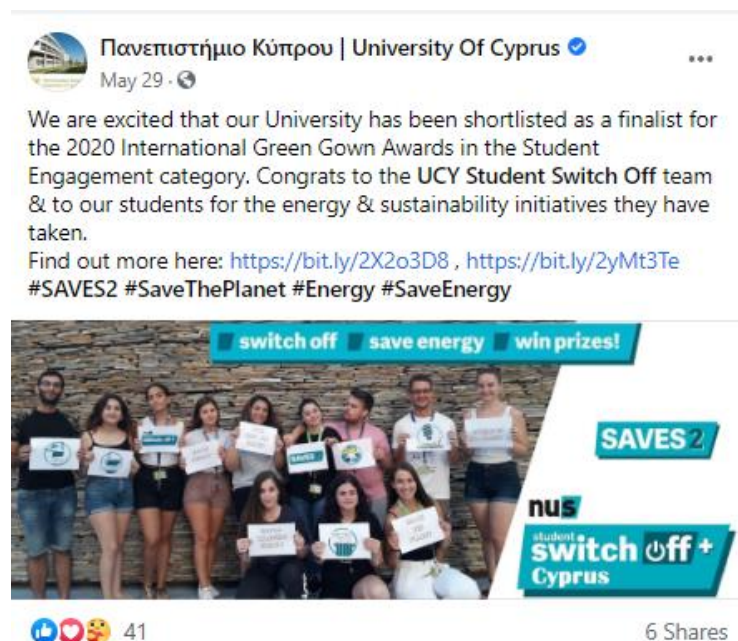 Πανεπιστήμιο Κύπρου | University Of Cyprus
May 29 ·
We are excited that our University has been shortlisted as a finalist for
the 2020 International Green Gown Awards in the Student
Engagement category. Congrats to the UCY Student Switch Off team
& to our students for the energy & sustainability initiatives they have
taken.
Find out more here: https://bit.ly/2X2o3D8 , https://bit.ly/2yMt3Te
#SAVES2 #SaveThePlanet #Energy #SaveEnergy
switch off save energy win prizes!
SAVES2
SAVES 2
nus
student
switch off +
Cyprus
41
6 Shares